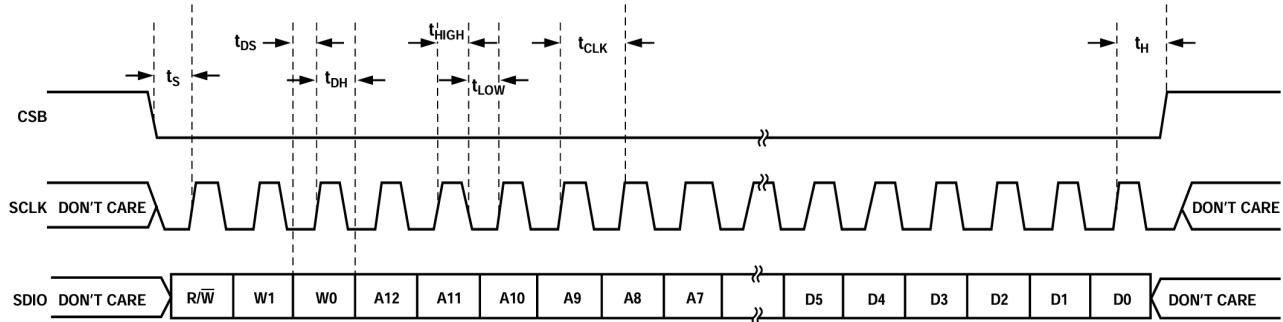 tDS tHIGH tCLK tH
tS tDH tLOW
CSB
SCLK DON'T CARE DON'T CARE
SDIO DON'T CARE R/W̅ W1 W0 A12 A11 A10 A9 A8 A7 D5 D4 D3 D2 D1 D0 DON'T CARE